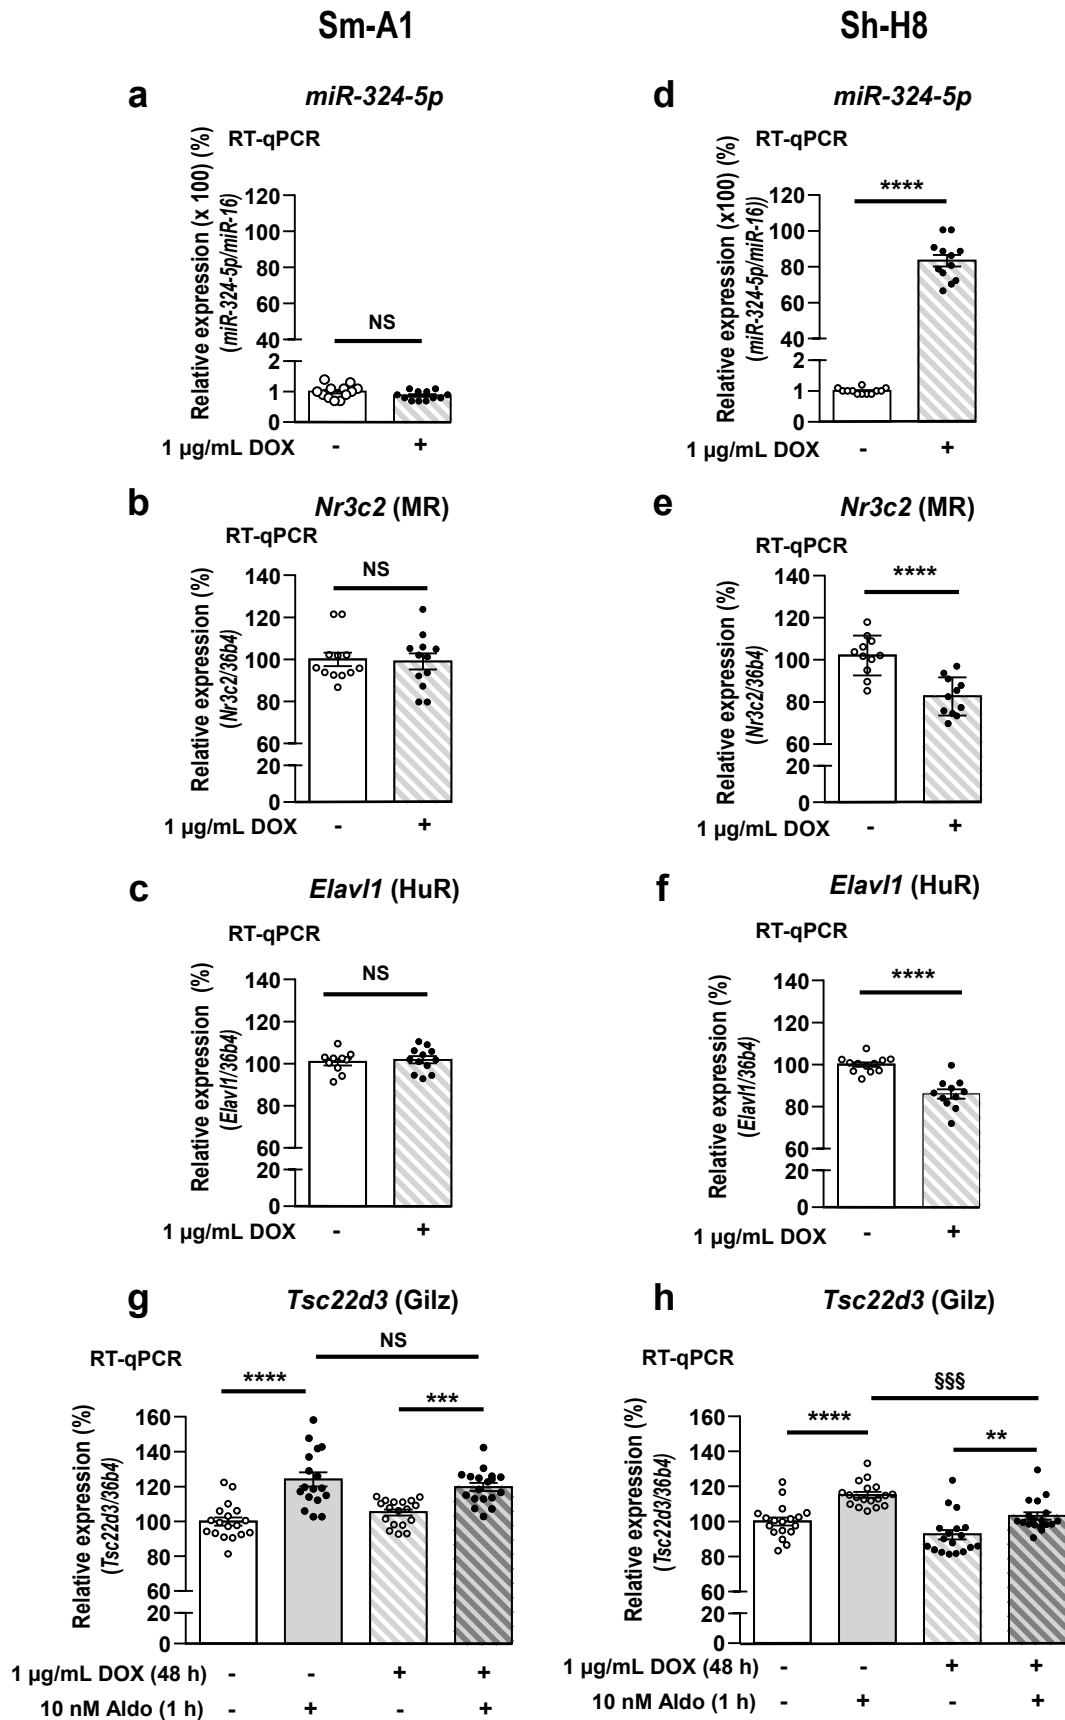 Sm-A1
Sh-H8
a
miR-324-5p
RT-qPCR
Relative expression (x 100) (%)
(miR-324-5p/miR-16)
120
100
80
60
40
2
1
0
NS
1 µg/mL DOX - +
d
miR-324-5p
RT-qPCR
Relative expression (x100) (%)
(miR-324-5p/miR-16))
120
100
80
60
40
2
1
0
****
1 µg/mL DOX - +
b
Nr3c2 (MR)
RT-qPCR
Relative expression (%)
(Nr3c2/36b4)
140
120
100
80
60
20
0
NS
1 µg/mL DOX - +
e
Nr3c2 (MR)
RT-qPCR
Relative expression (%)
(Nr3c2/36b4)
140
120
100
80
60
20
0
****
1 µg/mL DOX - +
c
Elavl1 (HuR)
RT-qPCR
Relative expression (%)
(Elavl1/36b4)
140
120
100
80
60
20
0
NS
1 µg/mL DOX - +
f
Elavl1 (HuR)
RT-qPCR
Relative expression (%)
(Elavl1/36b4)
140
120
100
80
60
20
0
****
1 µg/mL DOX - +
g
Tsc22d3 (Gilz)
RT-qPCR
Relative expression (%)
(Tsc22d3/36b4)
160
140
120
100
80
60
20
0
NS
****
***
1 µg/mL DOX (48 h) - - + +
10 nM Aldo (1 h) - + - +
h
Tsc22d3 (Gilz)
RT-qPCR
Relative expression (%)
(Tsc22d3/36b4)
160
140
120
100
80
60
20
0
§§§
****
**
1 µg/mL DOX (48 h) - - + +
10 nM Aldo (1 h) - + - +